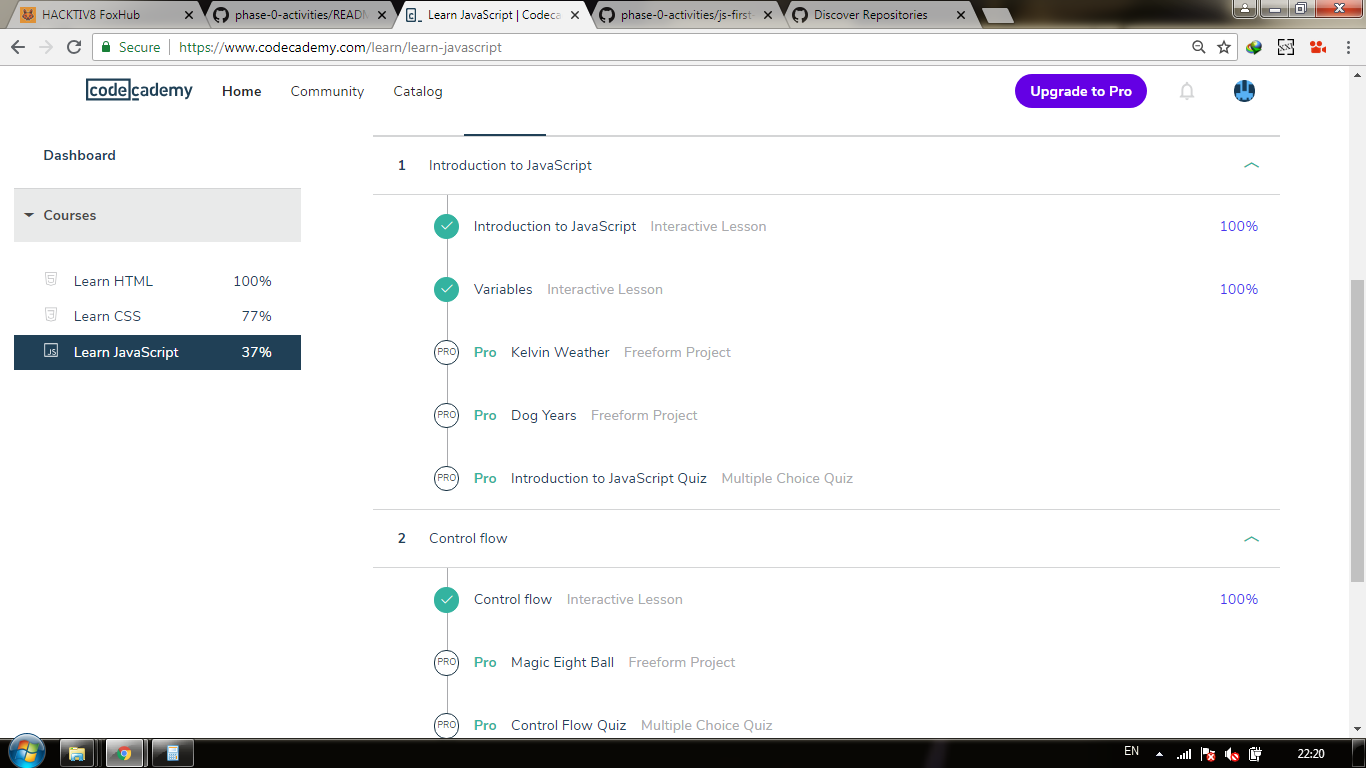 HACKTIV8 FoxHub
phase-0-activities/READM
Learn JavaScript | Codeca
phase-0-activities/js-first-
Discover Repositories
Secure
https://www.codecademy.com/learn/learn-javascript
codecademy
Home
Community
Catalog
Upgrade to Pro
Dashboard
Courses
Learn HTML 100%
Learn CSS 77%
JS Learn JavaScript 37%
1 Introduction to JavaScript
Introduction to JavaScript Interactive Lesson 100%
Variables Interactive Lesson 100%
PRO Pro Kelvin Weather Freeform Project
PRO Pro Dog Years Freeform Project
PRO Pro Introduction to JavaScript Quiz Multiple Choice Quiz
2 Control flow
Control flow Interactive Lesson 100%
PRO Pro Magic Eight Ball Freeform Project
PRO Pro Control Flow Quiz Multiple Choice Quiz
EN
22:20